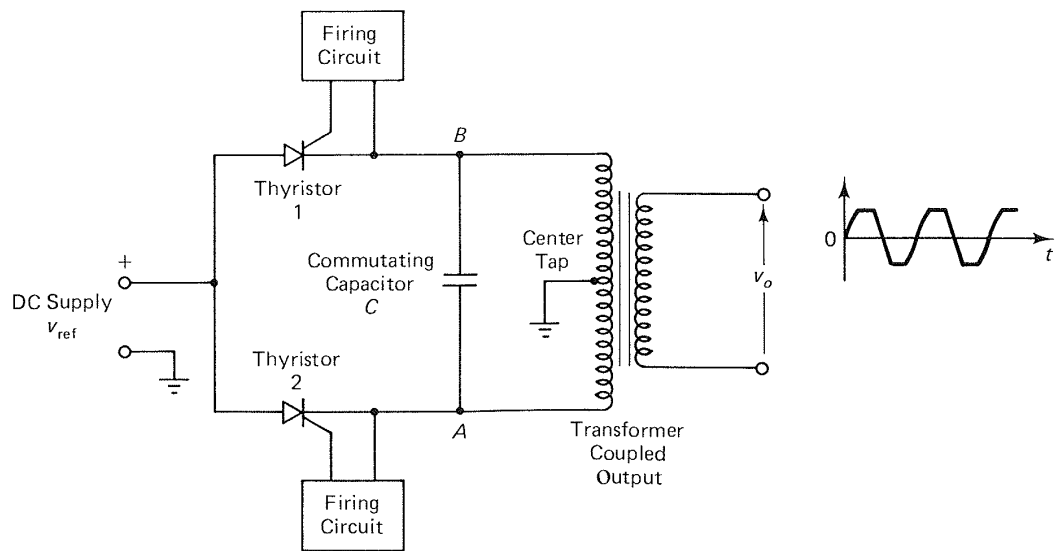 Firing
Circuit
B
Thyristor
1
Center
Tap
Commutating
Capacitor
C
+
DC Supply
v_ref
0
t
v_o
Thyristor
2
A
Transformer
Coupled
Output
Firing
Circuit